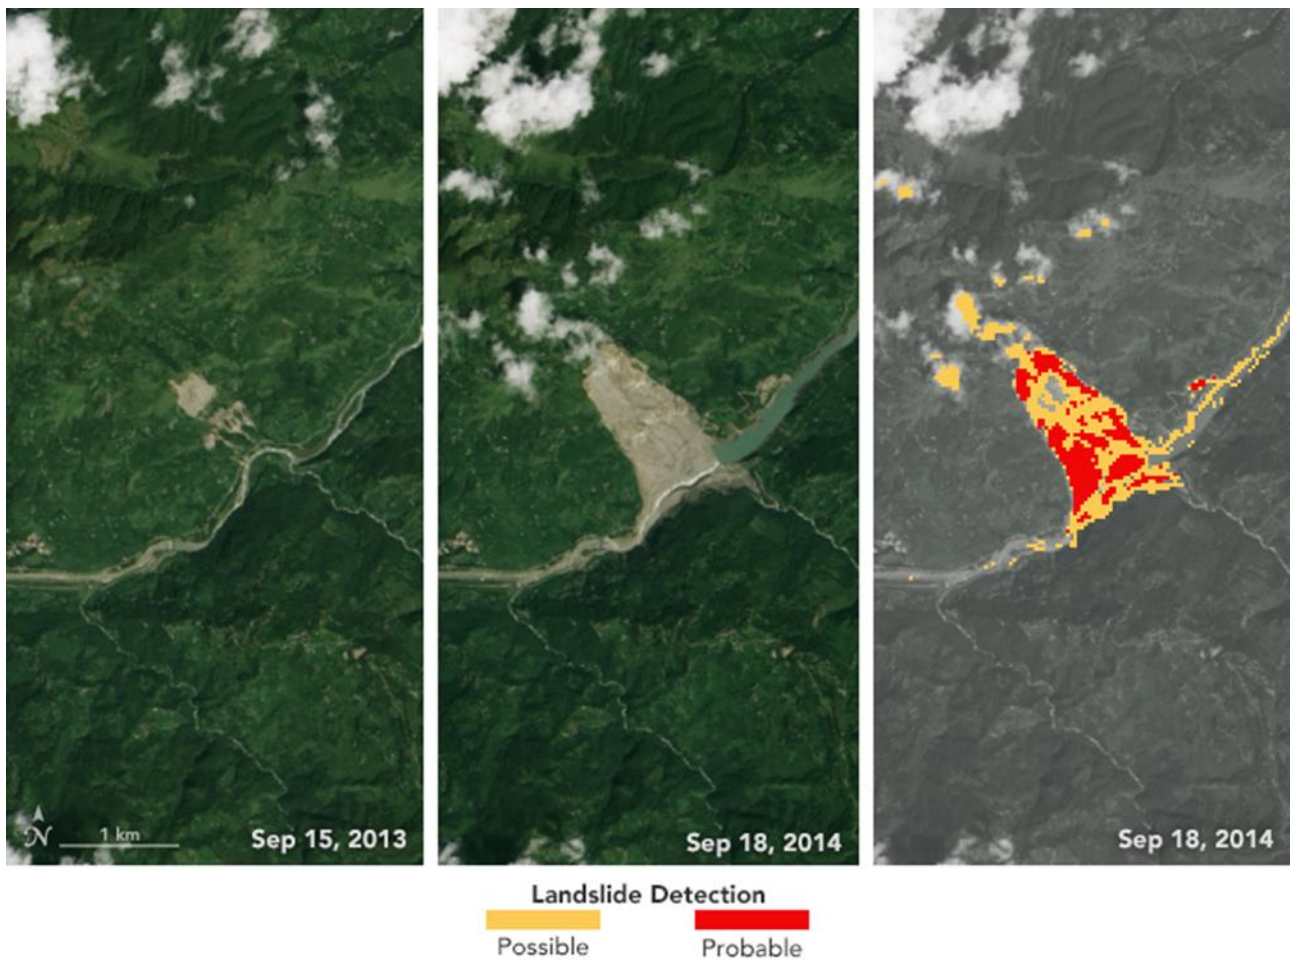 N
1 km
Sep 15, 2013
Sep 18, 2014
Sep 18, 2014
Landslide Detection
Possible
Probable